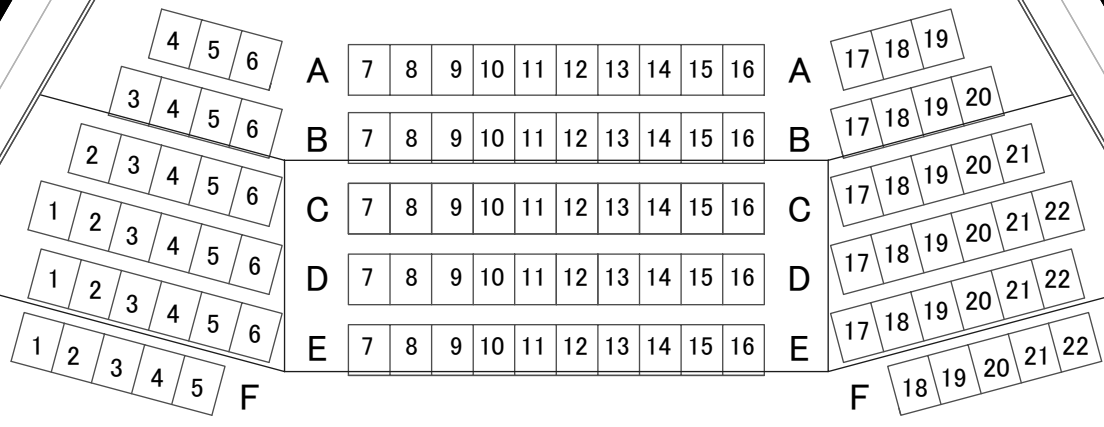 4 5 6 A 7 8 9 10 11 12 13 14 15 16 A 17 18 19
3 4 5 6 B 7 8 9 10 11 12 13 14 15 16 B 17 18 19 20
2 3 4 5 6 C 7 8 9 10 11 12 13 14 15 16 C 17 18 19 20 21
1 2 3 4 5 6 D 7 8 9 10 11 12 13 14 15 16 D 17 18 19 20 21 22
1 2 3 4 5 6 E 7 8 9 10 11 12 13 14 15 16 E 17 18 19 20 21 22
1 2 3 4 5 F F 18 19 20 21 22